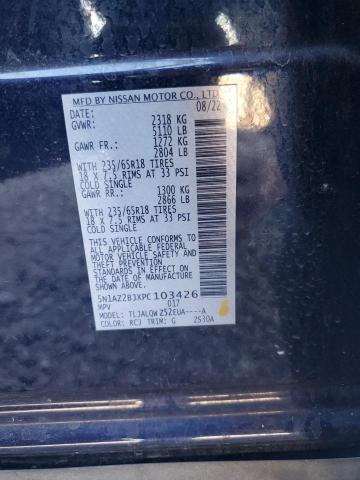 MFD BY NISSAN MOTOR CO., LTD.
DATE: 08/22
GVWR: 2318 KG
5110 LB
GAWR FR.: 1272 KG
2804 LB
WITH 235/65R18 TIRES
18 X 7.5 RIMS AT 33 PSI
COLD SINGLE
GAWR RR.: 1300 KG
2866 LB
WITH 235/65R18 TIRES
18 X 7.5 RIMS AT 33 PSI
COLD SINGLE
THIS VEHICLE CONFORMS TO
ALL APPLICABLE FEDERAL
MOTOR VEHICLE SAFETY AND
THEFT PREVENTION STANDARDS
IN EFFECT ON THE DATE OF
MANUFACTURE SHOWN ABOVE.
5N1AZ2BJXPC103426
MPV 017
MODEL: TLJALQWZ52EUA----A
COLOR: RCJ TRIM: G 2S30A